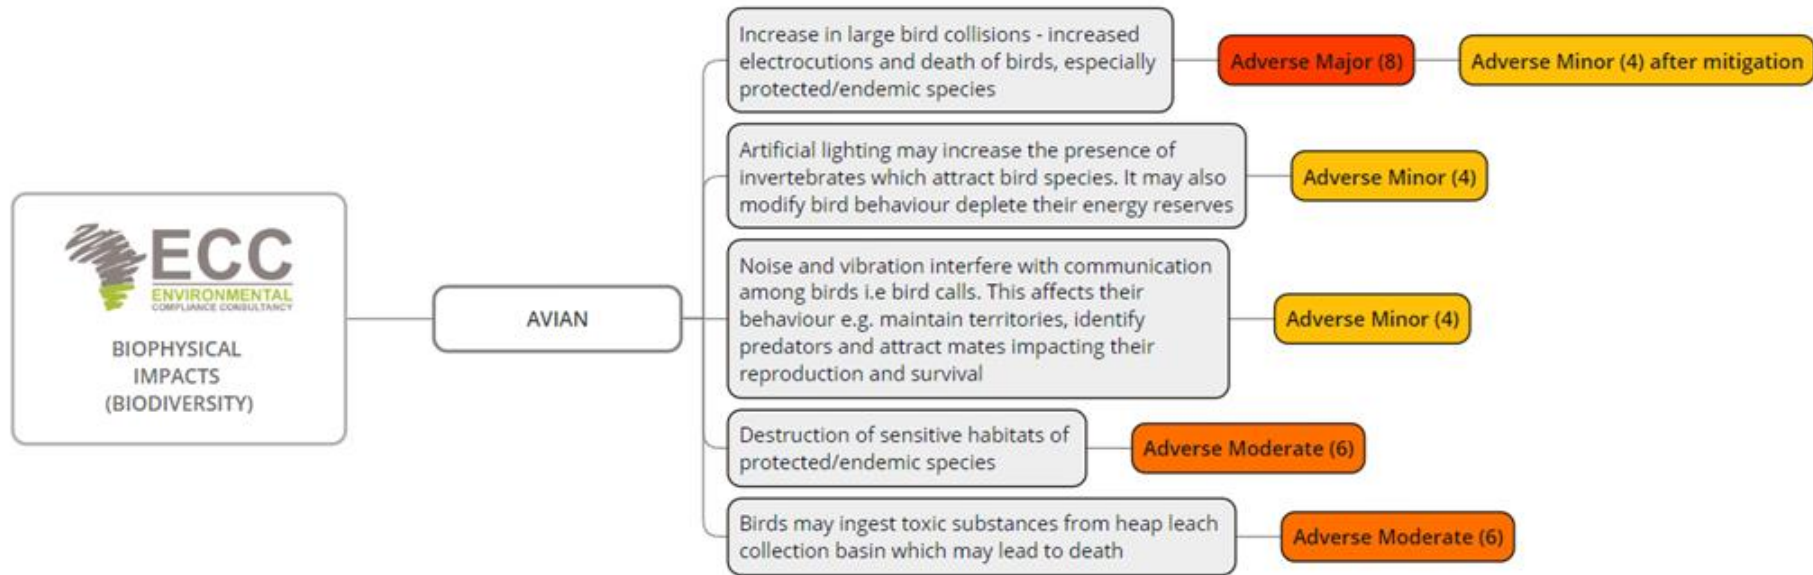 ECC
ENVIRONMENTAL
COMPLIANCE CONSULTANCY
BIOPHYSICAL
IMPACTS
(BIODIVERSITY)
AVIAN
Increase in large bird collisions - increased
electrocutions and death of birds, especially
protected/endemic species
Adverse Major (8)
Adverse Minor (4) after mitigation
Artificial lighting may increase the presence of
invertebrates which attract bird species. It may also
modify bird behaviour deplete their energy reserves
Adverse Minor (4)
Noise and vibration interfere with communication
among birds i.e bird calls. This affects their
behaviour e.g. maintain territories, identify
predators and attract mates impacting their
reproduction and survival
Adverse Minor (4)
Destruction of sensitive habitats of
protected/endemic species
Adverse Moderate (6)
Birds may ingest toxic substances from heap leach
collection basin which may lead to death
Adverse Moderate (6)